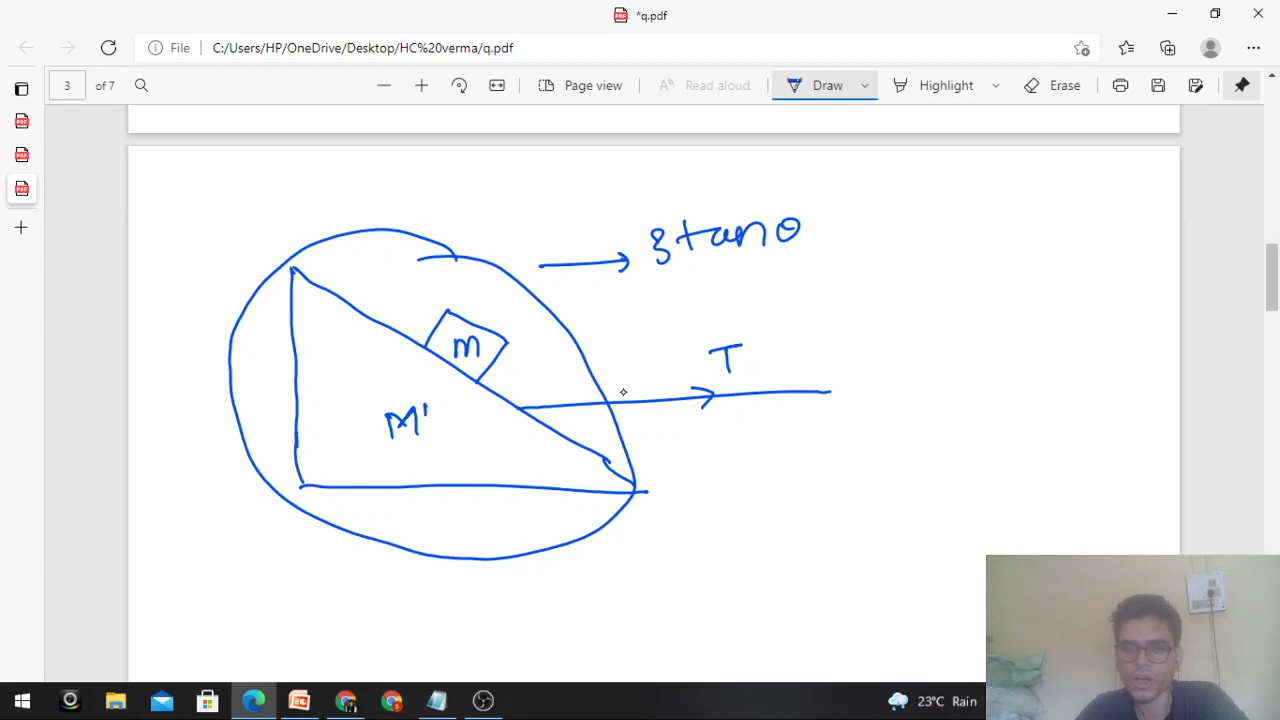 *q.pdf
File C:/Users/HP/OneDrive/Desktop/HC%20verma/q.pdf
3 of 7 Page view Read aloud Draw Highlight Erase
g tan θ
m
T
M'
23°C Rain